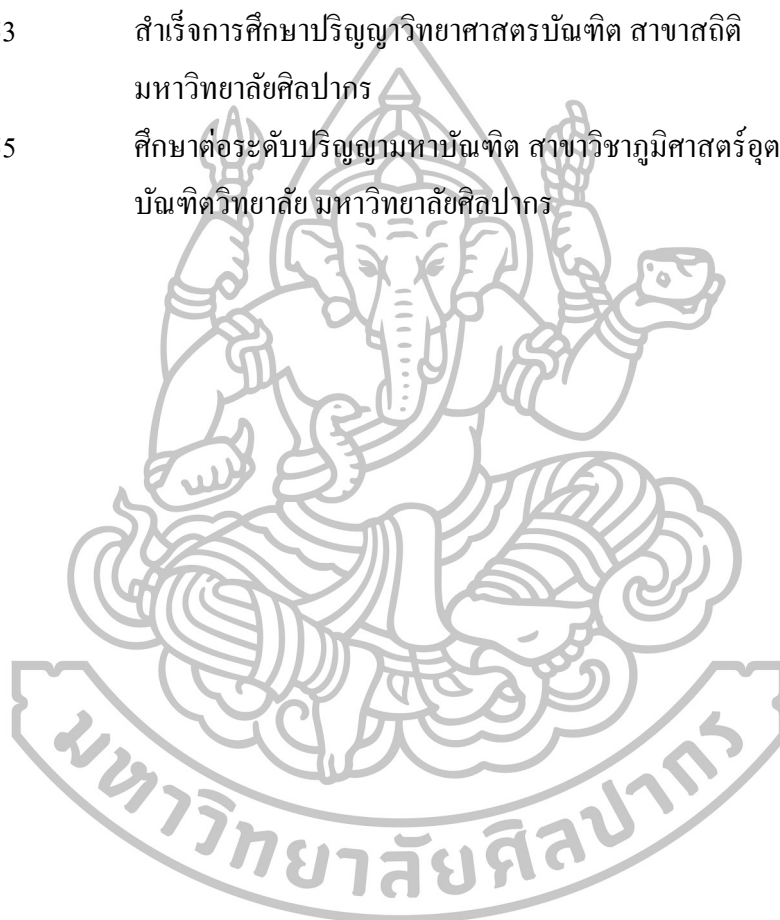 3 สำเร็จการศึกษาปริญญาวิทยาศาสตรบัณฑิต สาขาสถิติ
มหาวิทยาลัยศิลปากร
5 ศึกษาต่อระดับปริญญามหาบัณฑิต สาขาวิชาภูมิศาสตร์อุต
บัณฑิตวิทยาลัย มหาวิทยาลัยศิลปากร
มหาวิทยาลัยศิลปากร